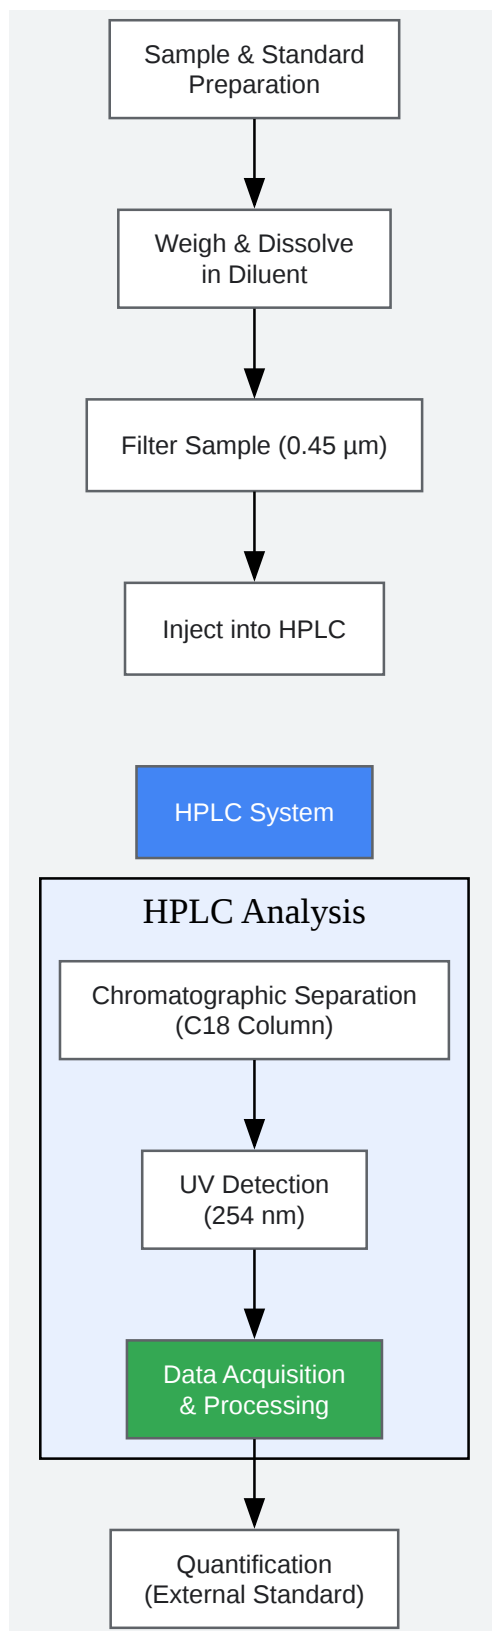 Sample & Standard
Preparation
Weigh & Dissolve
in Diluent
Filter Sample (0.45 µm)
Inject into HPLC
HPLC System
HPLC Analysis
Chromatographic Separation
(C18 Column)
UV Detection
(254 nm)
Data Acquisition
& Processing
Quantification
(External Standard)